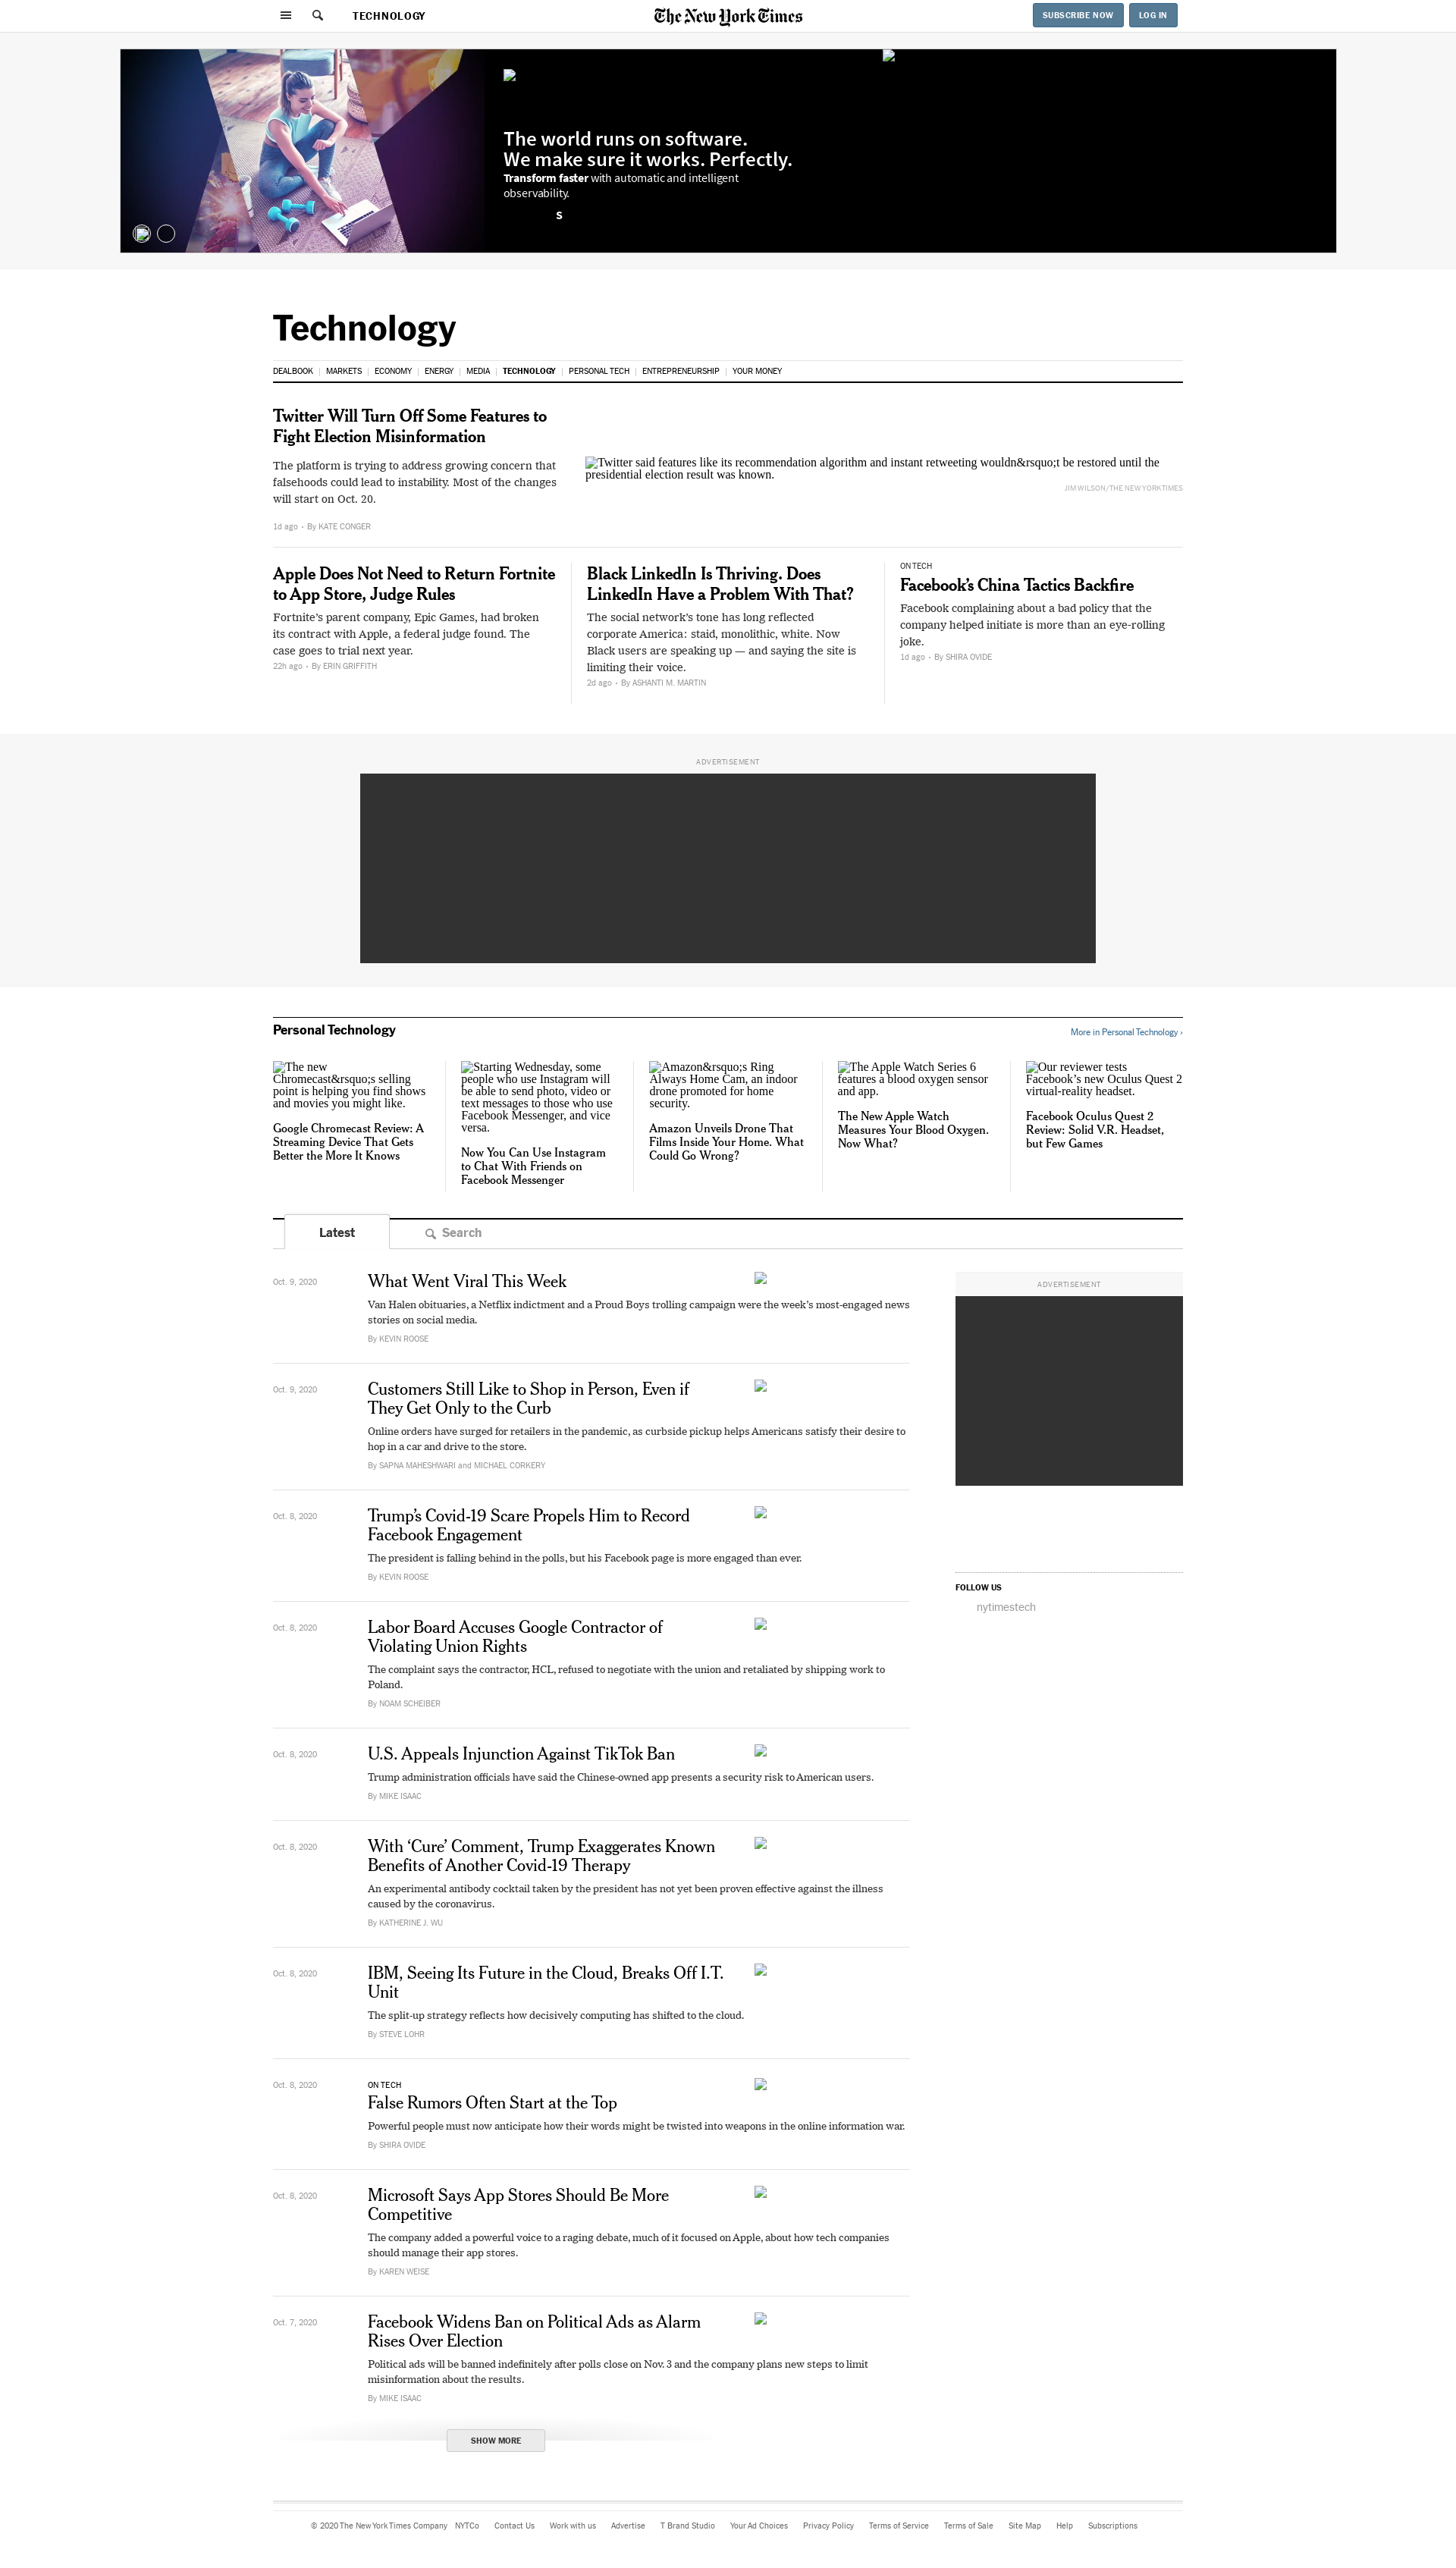 TECHNOLOGY
The New York Times
SUBSCRIBE NOW
LOG IN
The world runs on software.
We make sure it works. Perfectly.
Transform faster with automatic and intelligent
observability.
S
Technology
DEALBOOK | MARKETS | ECONOMY | ENERGY | MEDIA | TECHNOLOGY | PERSONAL TECH | ENTREPRENEURSHIP | YOUR MONEY
Twitter Will Turn Off Some Features to
Fight Election Misinformation
The platform is trying to address growing concern that
falsehoods could lead to instability. Most of the changes
will start on Oct. 20.
1d ago • By KATE CONGER
Twitter said features like its recommendation algorithm and instant retweeting wouldn&rsquo;t be restored until the
presidential election result was known.
JIM WILSON/THE NEW YORK TIMES
Apple Does Not Need to Return Fortnite
to App Store, Judge Rules
Fortnite’s parent company, Epic Games, had broken
its contract with Apple, a federal judge found. The
case goes to trial next year.
22h ago • By ERIN GRIFFITH
Black LinkedIn Is Thriving. Does
LinkedIn Have a Problem With That?
The social network’s tone has long reflected
corporate America: staid, monolithic, white. Now
Black users are speaking up — and saying the site is
limiting their voice.
2d ago • By ASHANTI M. MARTIN
ON TECH
Facebook’s China Tactics Backfire
Facebook complaining about a bad policy that the
company helped initiate is more than an eye-rolling
joke.
1d ago • By SHIRA OVIDE
ADVERTISEMENT
Personal Technology
More in Personal Technology ›
The new
Chromecast&rsquo;s selling
point is helping you find shows
and movies you might like.
Google Chromecast Review: A
Streaming Device That Gets
Better the More It Knows
Starting Wednesday, some
people who use Instagram will
be able to send photo, video or
text messages to those who use
Facebook Messenger, and vice
versa.
Now You Can Use Instagram
to Chat With Friends on
Facebook Messenger
Amazon&rsquo;s Ring
Always Home Cam, an indoor
drone promoted for home
security.
Amazon Unveils Drone That
Films Inside Your Home. What
Could Go Wrong?
The Apple Watch Series 6
features a blood oxygen sensor
and app.
The New Apple Watch
Measures Your Blood Oxygen.
Now What?
Our reviewer tests
Facebook’s new Oculus Quest 2
virtual-reality headset.
Facebook Oculus Quest 2
Review: Solid V.R. Headset,
but Few Games
Latest
Search
Oct. 9, 2020
What Went Viral This Week
Van Halen obituaries, a Netflix indictment and a Proud Boys trolling campaign were the week’s most-engaged news
stories on social media.
By KEVIN ROOSE
ADVERTISEMENT
Oct. 9, 2020
Customers Still Like to Shop in Person, Even if
They Get Only to the Curb
Online orders have surged for retailers in the pandemic, as curbside pickup helps Americans satisfy their desire to
hop in a car and drive to the store.
By SAPNA MAHESHWARI and MICHAEL CORKERY
Oct. 8, 2020
Trump’s Covid-19 Scare Propels Him to Record
Facebook Engagement
The president is falling behind in the polls, but his Facebook page is more engaged than ever.
By KEVIN ROOSE
FOLLOW US
nytimestech
Oct. 8, 2020
Labor Board Accuses Google Contractor of
Violating Union Rights
The complaint says the contractor, HCL, refused to negotiate with the union and retaliated by shipping work to
Poland.
By NOAM SCHEIBER
Oct. 8, 2020
U.S. Appeals Injunction Against TikTok Ban
Trump administration officials have said the Chinese-owned app presents a security risk to American users.
By MIKE ISAAC
Oct. 8, 2020
With ‘Cure’ Comment, Trump Exaggerates Known
Benefits of Another Covid-19 Therapy
An experimental antibody cocktail taken by the president has not yet been proven effective against the illness
caused by the coronavirus.
By KATHERINE J. WU
Oct. 8, 2020
IBM, Seeing Its Future in the Cloud, Breaks Off I.T.
Unit
The split-up strategy reflects how decisively computing has shifted to the cloud.
By STEVE LOHR
Oct. 8, 2020
ON TECH
False Rumors Often Start at the Top
Powerful people must now anticipate how their words might be twisted into weapons in the online information war.
By SHIRA OVIDE
Oct. 8, 2020
Microsoft Says App Stores Should Be More
Competitive
The company added a powerful voice to a raging debate, much of it focused on Apple, about how tech companies
should manage their app stores.
By KAREN WEISE
Oct. 7, 2020
Facebook Widens Ban on Political Ads as Alarm
Rises Over Election
Political ads will be banned indefinitely after polls close on Nov. 3 and the company plans new steps to limit
misinformation about the results.
By MIKE ISAAC
SHOW MORE
© 2020 The New York Times Company NYTCo Contact Us Work with us Advertise T Brand Studio Your Ad Choices Privacy Policy Terms of Service Terms of Sale Site Map Help Subscriptions